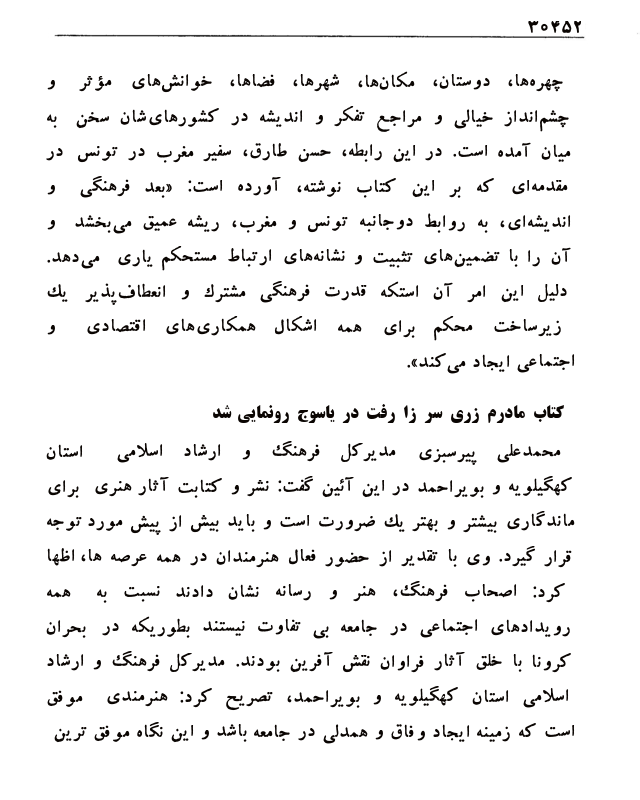 ۳۰۴۵۲
چهره‌ها، دوستان، مکان‌ها، شهرها، فضاها، خوانش‌های مؤثر و
چشم‌انداز خیالی و مراجع تفکر و اندیشه در کشورهای‌شان سخن به
میان آمده است. در این رابطه، حسن طارق، سفیر مغرب در تونس در
مقدمه‌ای که بر این کتاب نوشته، آورده است: «بعد فرهنگی و
اندیشه‌ای، به روابط دوجانبه تونس و مغرب، ریشه عمیق می‌بخشد و
آن را با تضمین‌های تثبیت و نشانه‌های ارتباط مستحکم یاری می‌دهد.
دلیل این امر آن استکه قدرت فرهنگی مشترك و انعطاف‌پذیر یك
زیرساخت محکم برای همه اشکال همکاری‌های اقتصادی و
اجتماعی ایجاد می‌کند».
کتاب مادرم زری سر زا رفت در یاسوج رونمایی شد
محمدعلی پیرسبزی مدیرکل فرهنگ و ارشاد اسلامی استان
کهگیلویه و بویراحمد در این آئین گفت: نشر و کتابت آثار هنری برای
ماندگاری بیشتر و بهتر یك ضرورت است و باید بیش از پیش مورد توجه
قرار گیرد. وی با تقدیر از حضور فعال هنرمندان در همه عرصه ها، اظها
کرد: اصحاب فرهنگ، هنر و رسانه نشان دادند نسبت به همه
رویدادهای اجتماعی در جامعه بی تفاوت نیستند بطوریکه در بحران
کرونا با خلق آثار فراوان نقش آفرین بودند. مدیرکل فرهنگ و ارشاد
اسلامی استان کهگیلویه و بویراحمد، تصریح کرد: هنرمندی موفق
است که زمینه ایجاد وفاق و همدلی در جامعه باشد و این نگاه موفق ترین